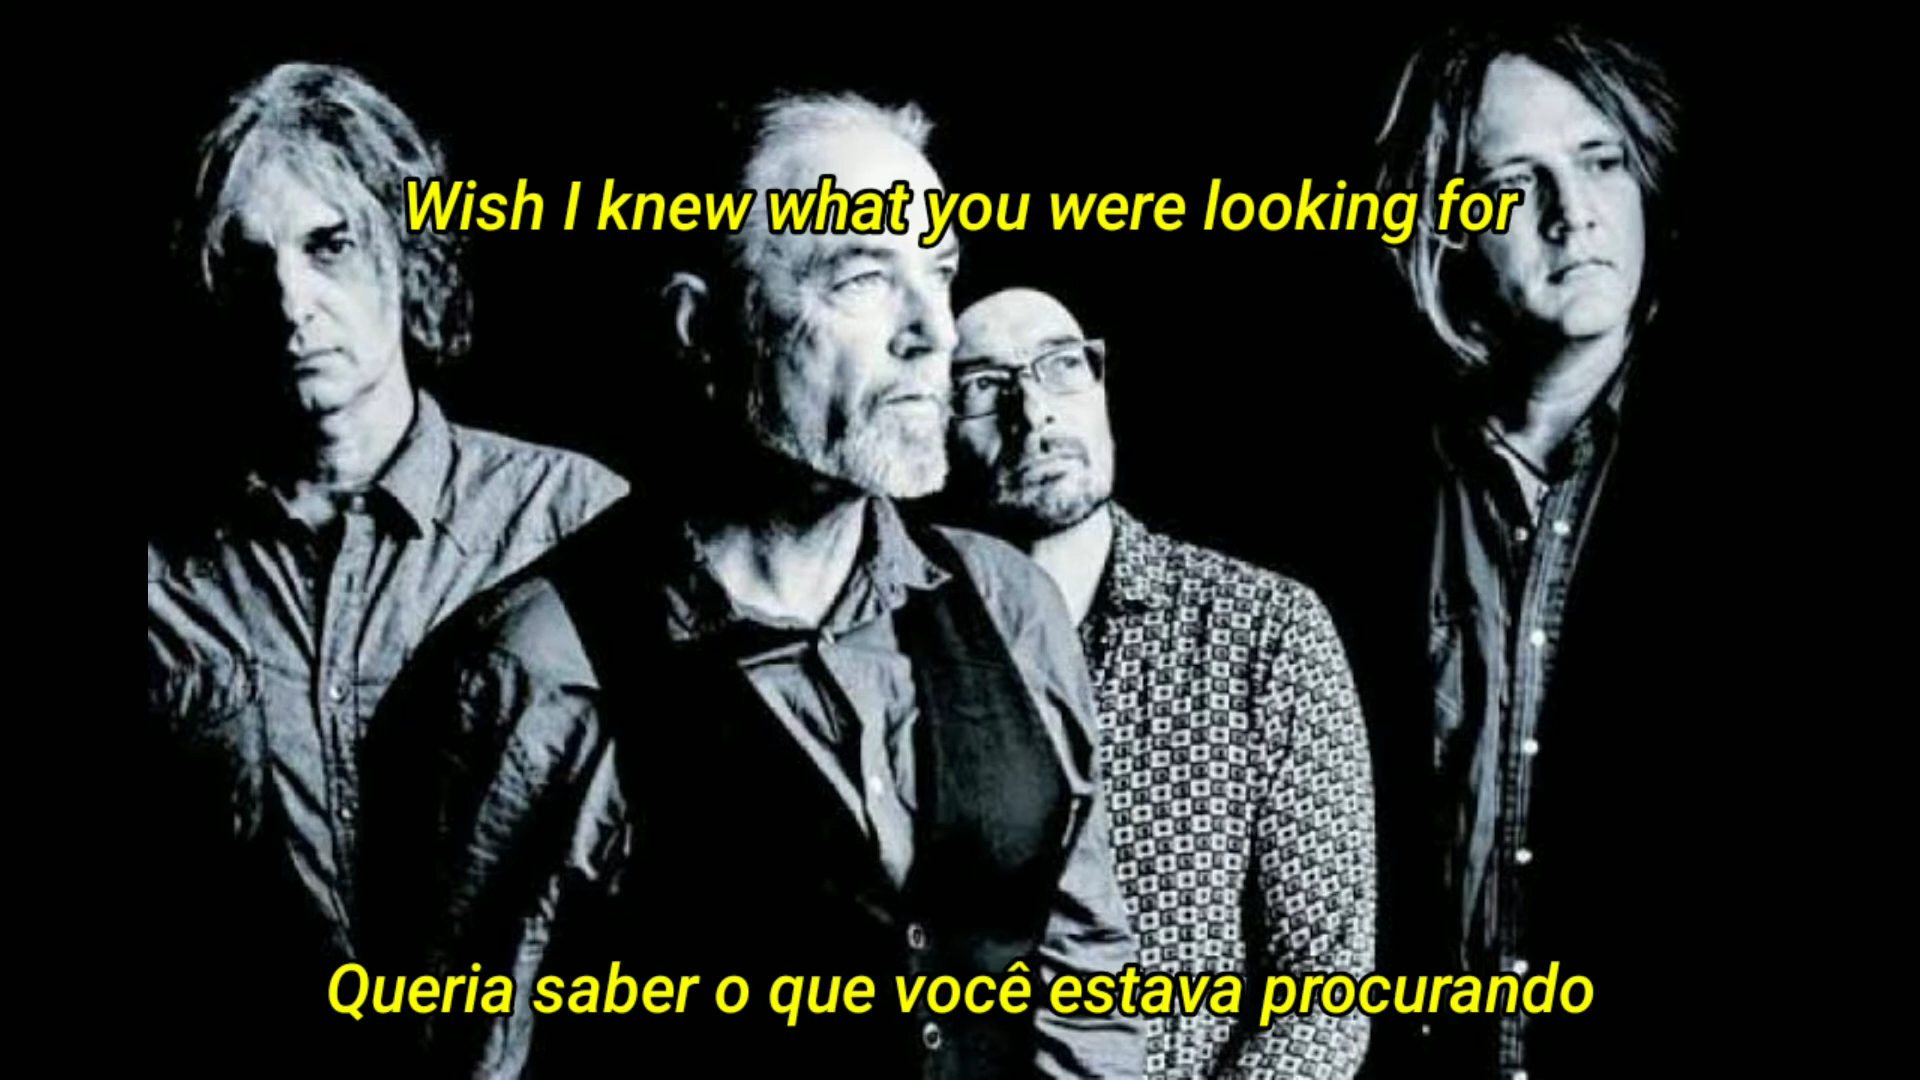 Wish I knew what you were looking for
Queria saber o que você estava procurando